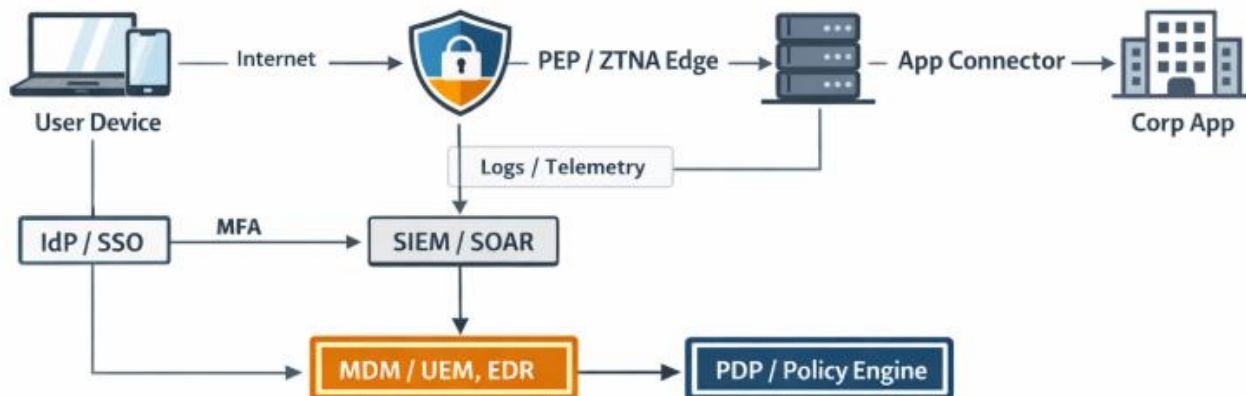 Internet
PEP / ZTNA Edge
App Connector
User Device
Corp App
Logs / Telemetry
IdP / SSO
MFA
SIEM / SOAR
MDM / UEM, EDR
PDP / Policy Engine